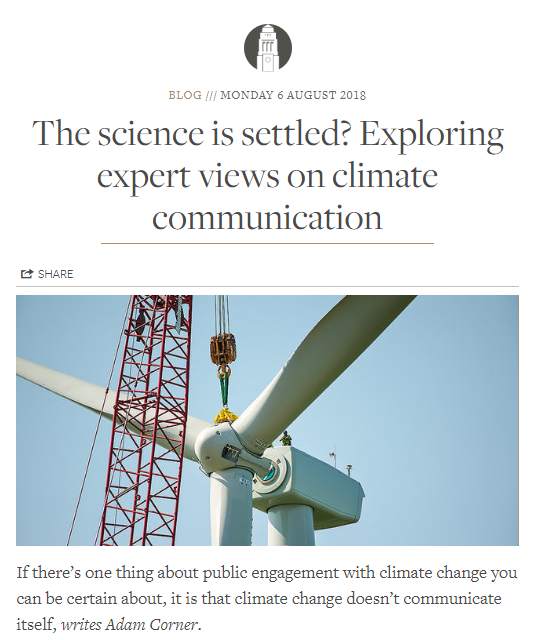 BLOG /// MONDAY 6 AUGUST 2018
The science is settled? Exploring
expert views on climate
communication
SHARE
If there’s one thing about public engagement with climate change you
can be certain about, it is that climate change doesn’t communicate
itself, writes Adam Corner.